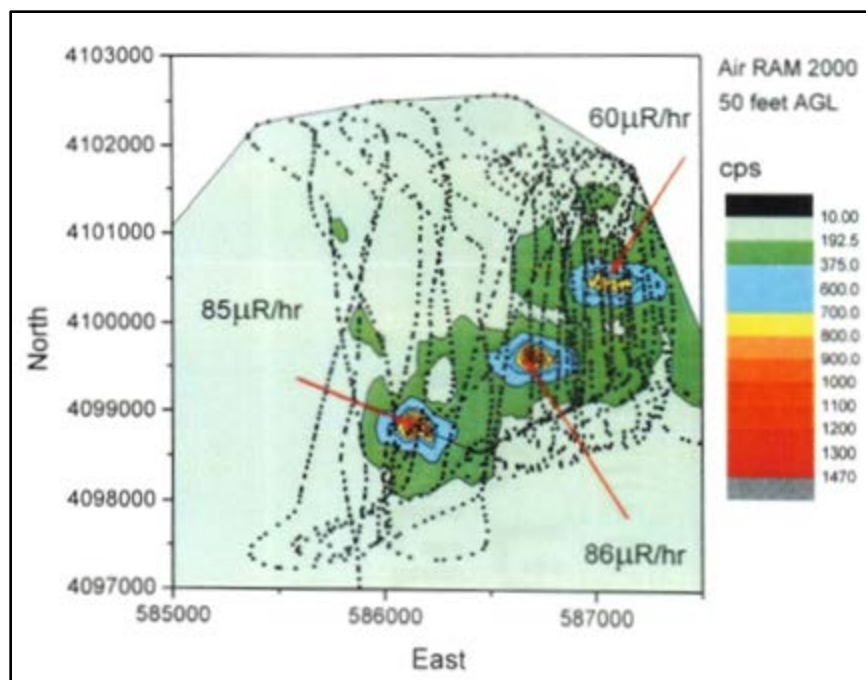 4103000
4102000
4101000
4100000
4099000
4098000
4097000
North
585000
586000
587000
East
60μR/hr
85μR/hr
86μR/hr
Air RAM 2000
50 feet AGL
cps
10.00
192.5
375.0
600.0
700.0
800.0
900.0
1000
1100
1200
1300
1470